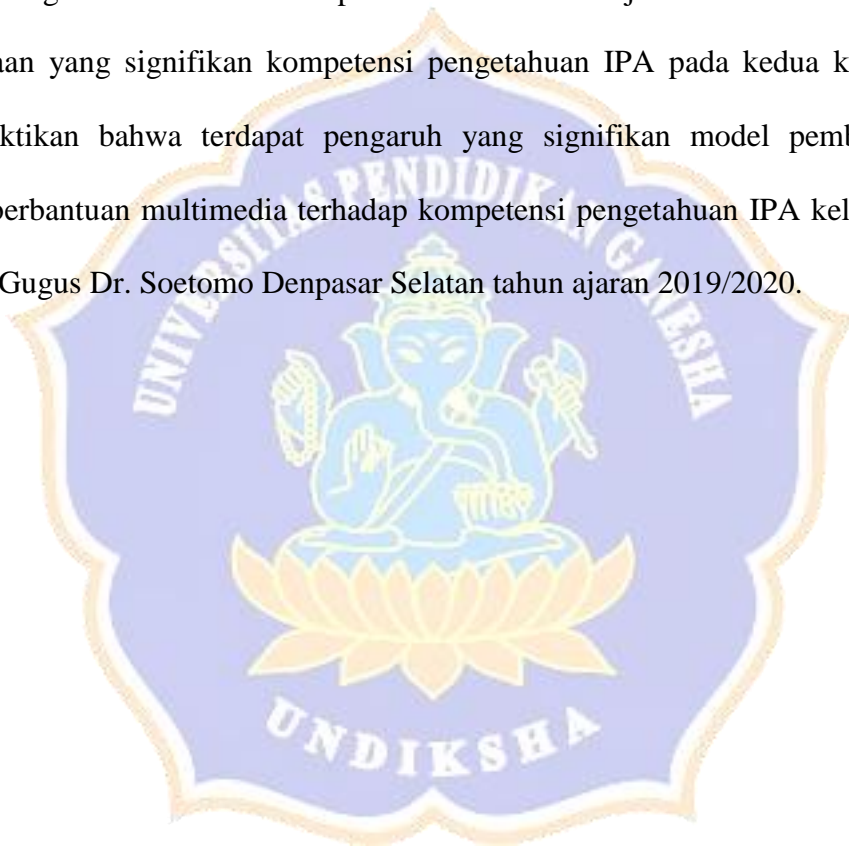 aan yang signifikan kompetensi pengetahuan IPA pada kedua k
ktikan bahwa terdapat pengaruh yang signifikan model pemb
berbantuan multimedia terhadap kompetensi pengetahuan IPA kel
Gugus Dr. Soetomo Denpasar Selatan tahun ajaran 2019/2020.
UNIVERSITAS PENDIDIKAN GANESHA
UNDIKSHA